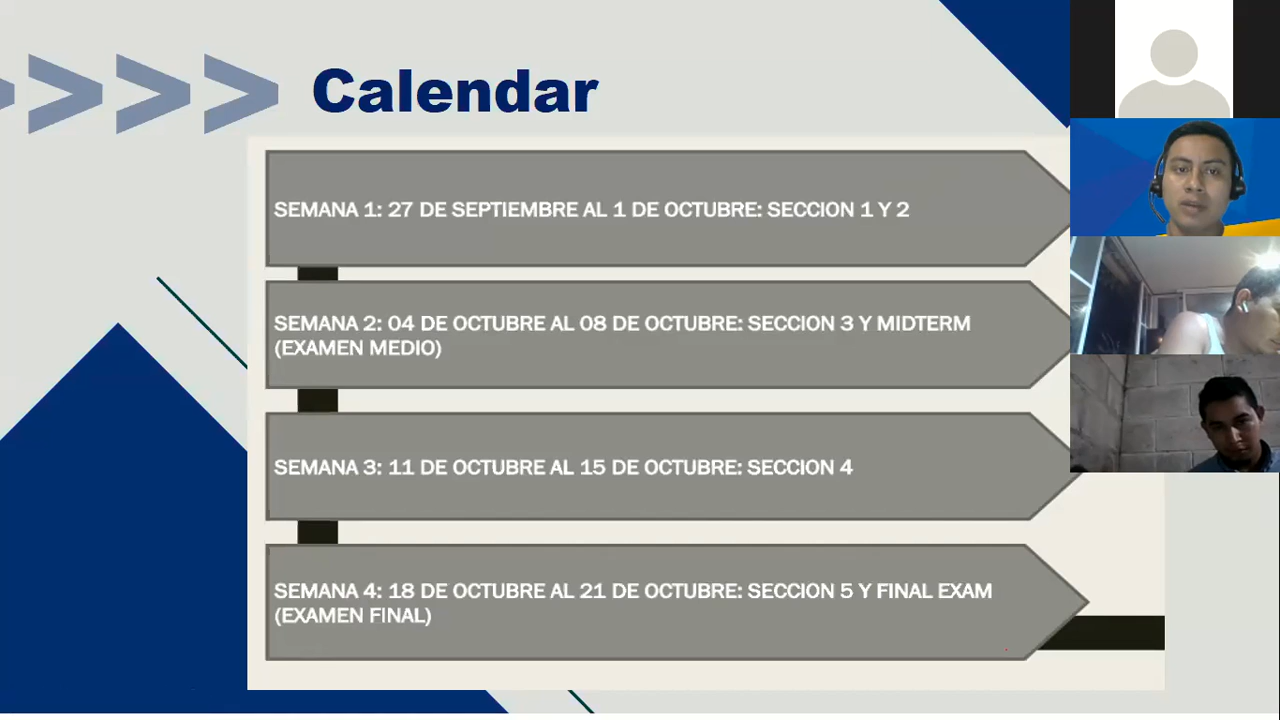 Calendar
SEMANA 1: 27 DE SEPTIEMBRE AL 1 DE OCTUBRE: SECCION 1 Y 2
SEMANA 2: 04 DE OCTUBRE AL 08 DE OCTUBRE: SECCION 3 Y MIDTERM
(EXAMEN MEDIO)
SEMANA 3: 11 DE OCTUBRE AL 15 DE OCTUBRE: SECCION 4
SEMANA 4: 18 DE OCTUBRE AL 21 DE OCTUBRE: SECCION 5 Y FINAL EXAM
(EXAMEN FINAL)